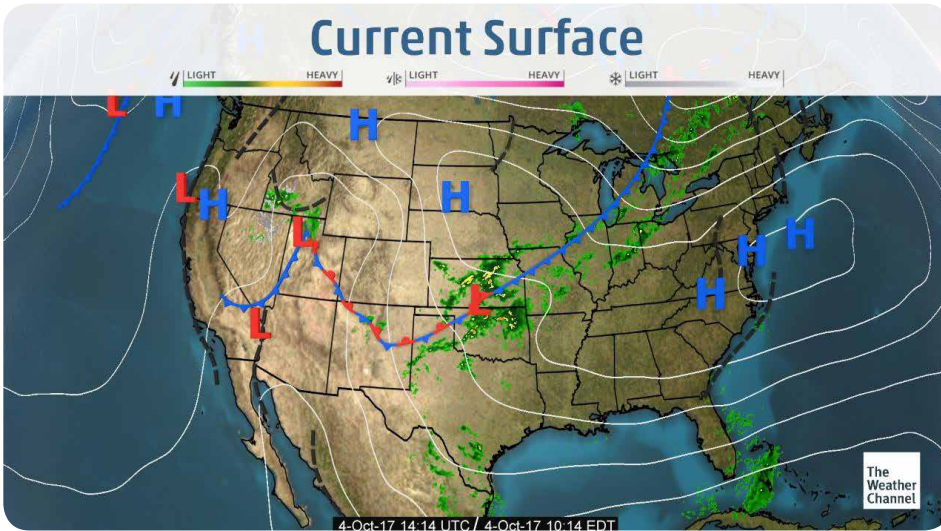 Current Surface
LIGHT HEAVY LIGHT HEAVY LIGHT HEAVY
L H H
L H H
L H H
H
L
L
The
Weather
Channel
4-Oct-17 14:14 UTC / 4-Oct-17 10:14 EDT